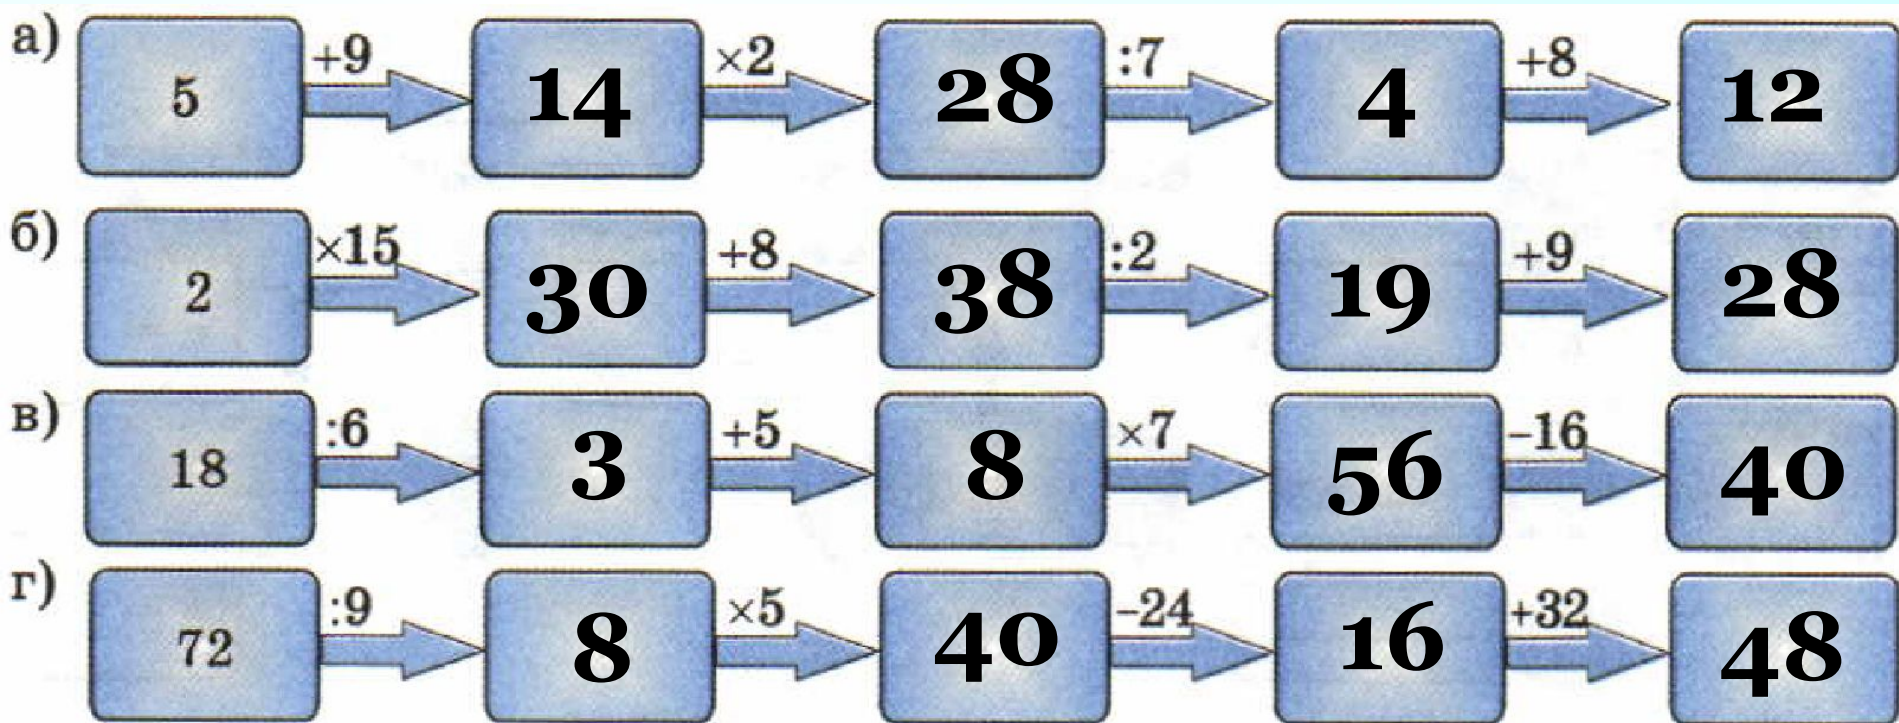 а) 5 +9 14 ×2 28 :7 4 +8 12
б) 2 ×15 30 +8 38 :2 19 +9 28
в) 18 :6 3 +5 8 ×7 56 –16 40
г) 72 :9 8 ×5 40 –24 16 +32 48